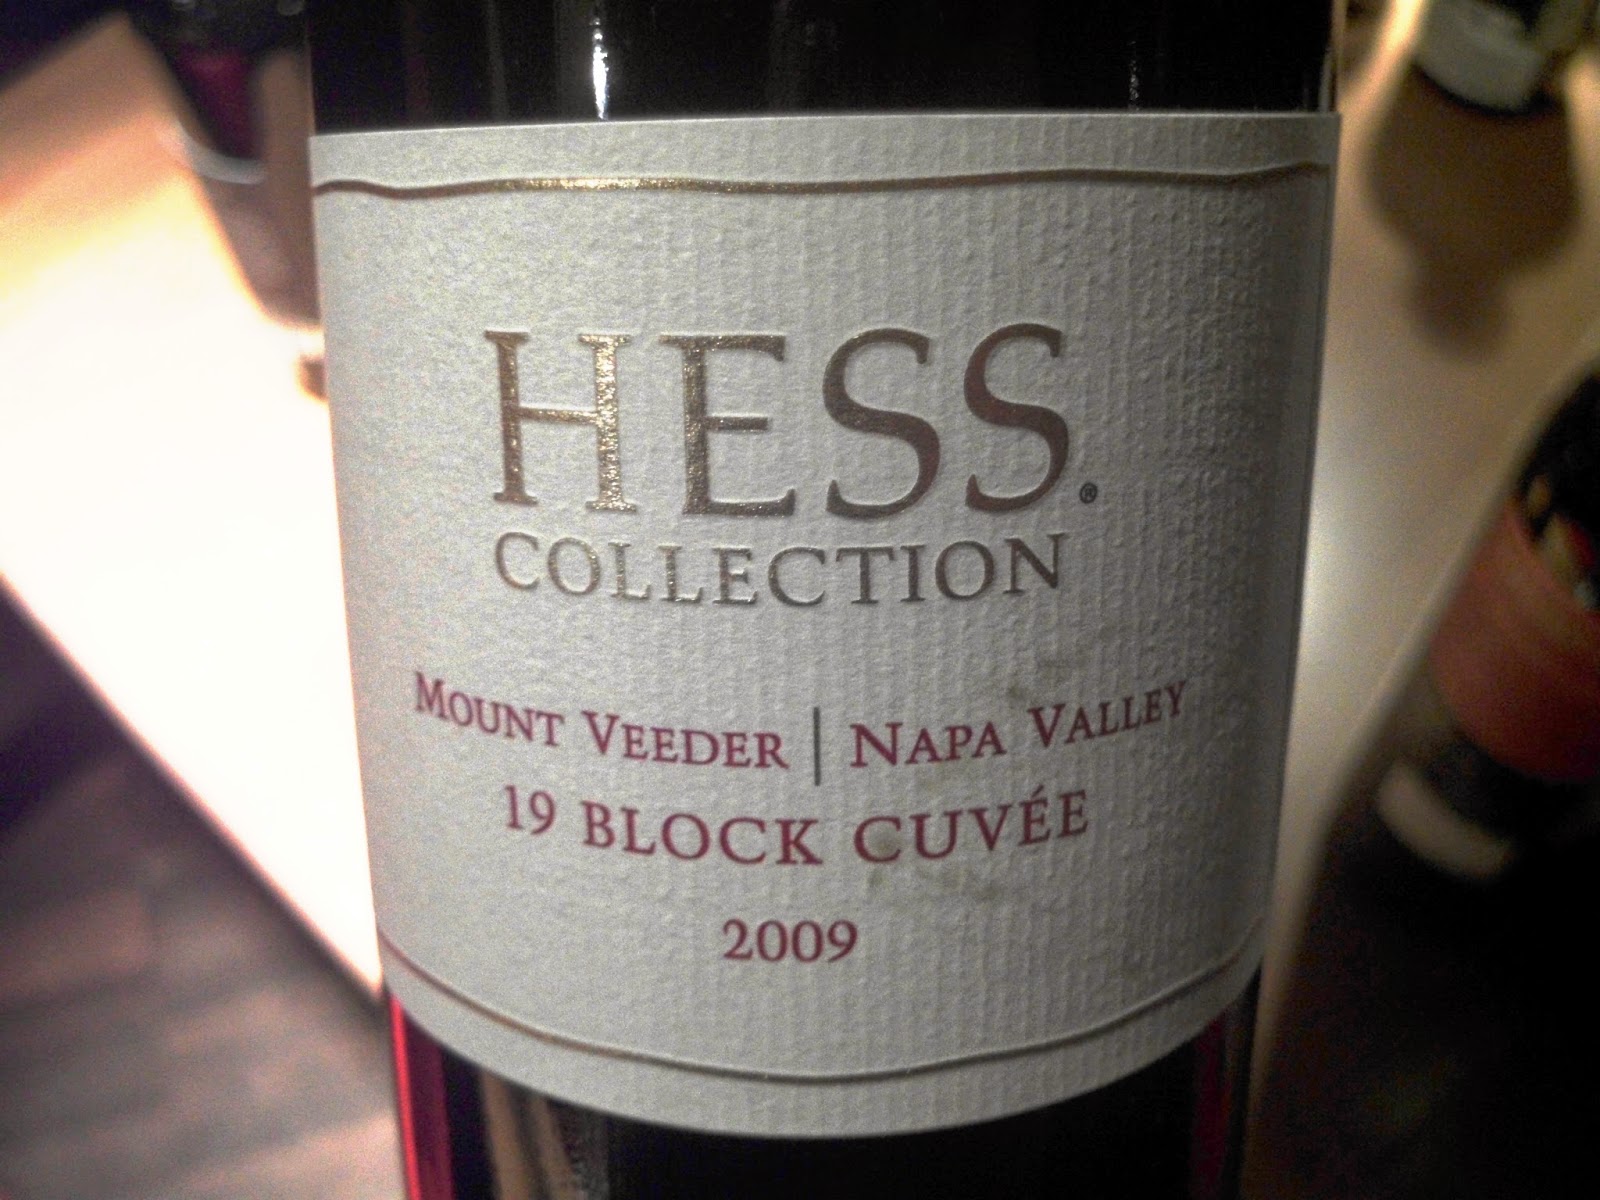 HESS®
COLLECTION
MOUNT VEEDER | NAPA VALLEY
19 BLOCK CUVÉE
2009